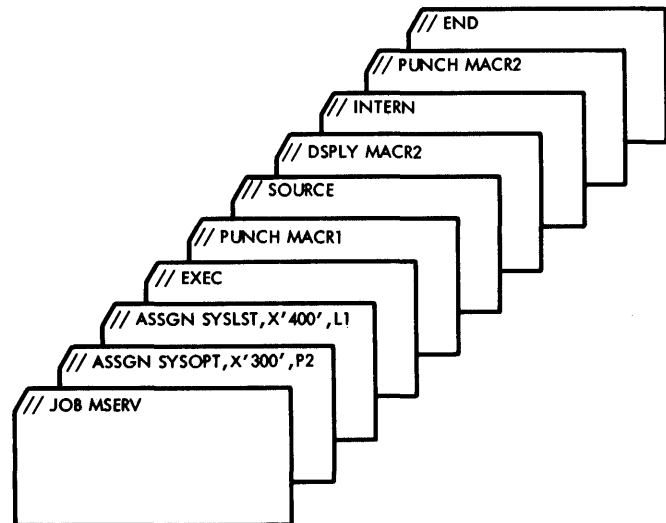 // END
// PUNCH MACR2
// INTERN
// DSPLY MACR2
// SOURCE
// PUNCH MACR1
// EXEC
// ASSGN SYSLST,X'400',L1
// ASSGN SYSOPT,X'300',P2
// JOB MSERV